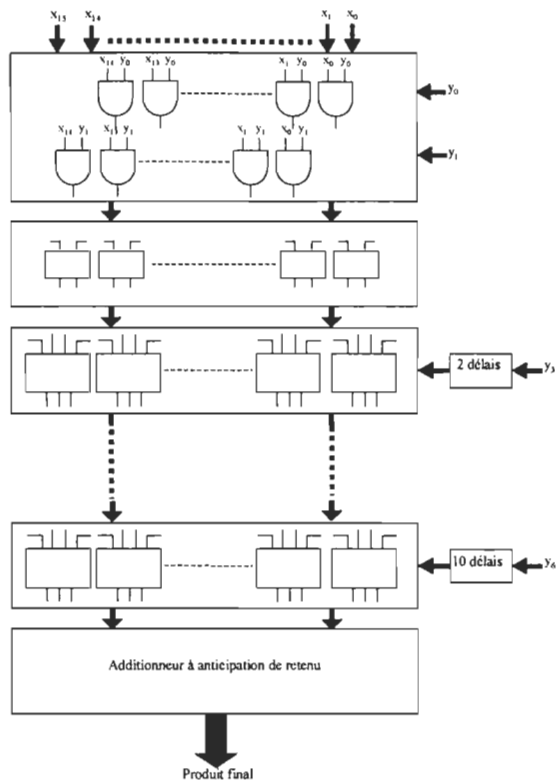 x15 x14 x1 x0
x14 y0 x13 y0 x1 y0 x0 y0
y0
x14 y1 y1 x1 y1 x0 y1
y1
2 délais y3
10 délais y6
Additionneur à anticipation de retenu
Produit final